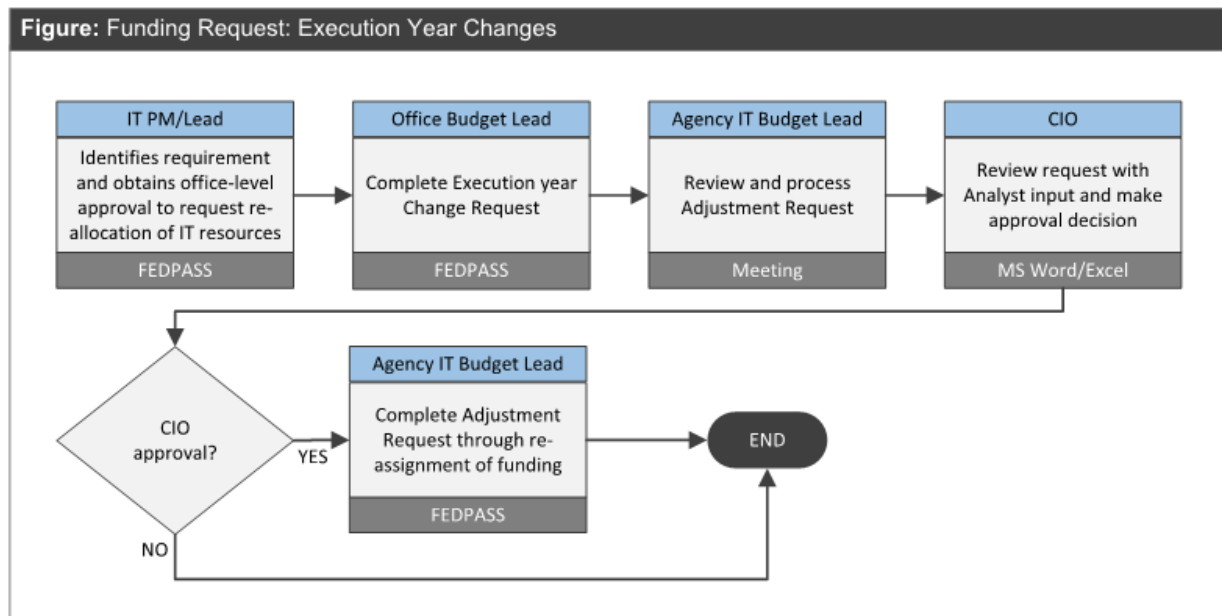 Figure: Funding Request: Execution Year Changes
IT PM/Lead
Identifies requirement
and obtains office-level
approval to request re-
allocation of IT resources
FEDPASS
Office Budget Lead
Complete Execution year
Change Request
FEDPASS
Agency IT Budget Lead
Review and process
Adjustment Request
Meeting
CIO
Review request with
Analyst input and make
approval decision
MS Word/Excel
CIO
approval?
YES
NO
Agency IT Budget Lead
Complete Adjustment
Request through re-
assignment of funding
FEDPASS
END